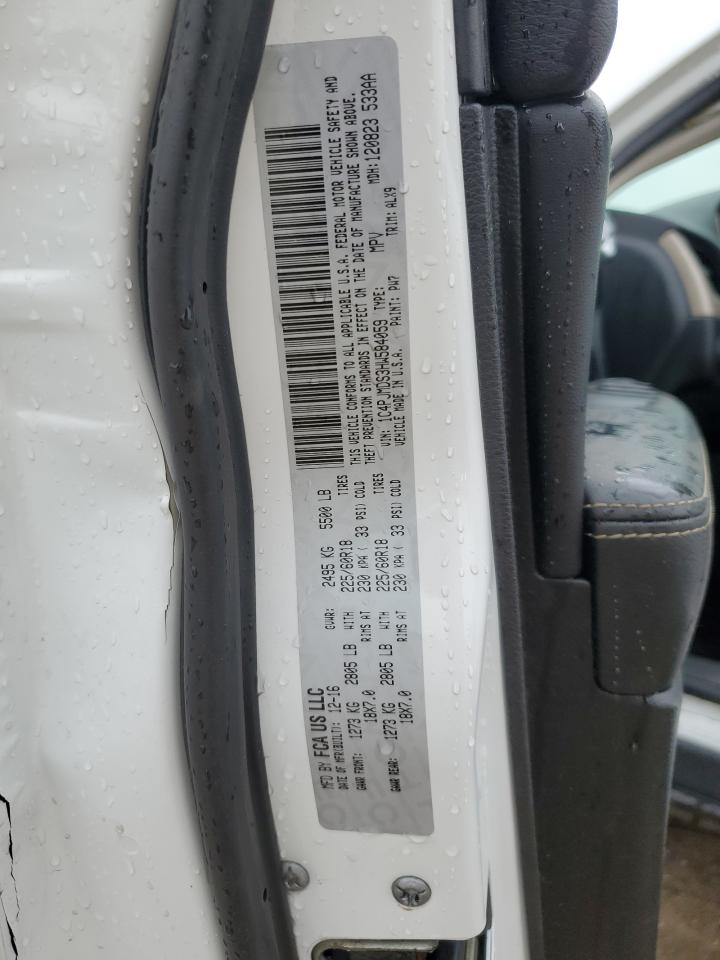 MFD BY FCA US LLC
DATE OF MFR(BUILT): 12-16 GVWR: 2495 KG 5500 LB
GAWR FRONT: 1273 KG 2805 LB WITH 225/60R18 TIRES
18X7.0 RIMS AT 230 KPA ( 33 PSI) COLD
GAWR REAR: 1273 KG 2805 LB WITH 225/60R18 TIRES
18X7.0 RIMS AT 230 KPA ( 33 PSI) COLD
THIS VEHICLE CONFORMS TO ALL APPLICABLE U.S.A. FEDERAL MOTOR VEHICLE SAFETY AND
THEFT PREVENTION STANDARDS IN EFFECT ON THE DATE OF MANUFACTURE SHOWN ABOVE.
VIN: 1C4PJMDS3HW584059 TYPE: MPV MDH: 120823 533AA
VEHICLE MADE IN U.S.A. PAINT: PW7 TRIM: ALX9